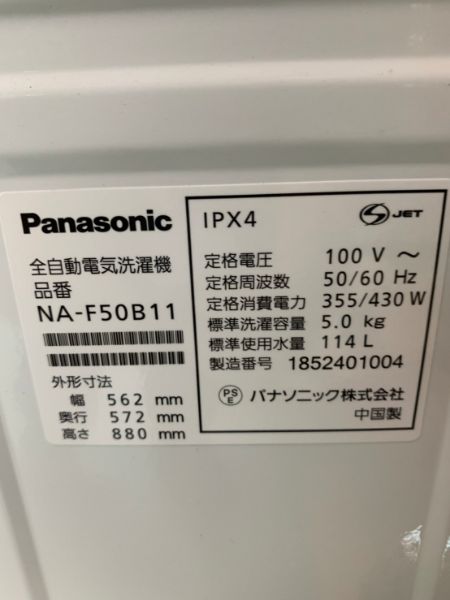 Panasonic
全自動電気洗濯機
品番
NA-F50B11
外形寸法
幅 562 mm
奥行 572 mm
高さ 880 mm
IPX4
S JET
定格電圧 100 V ～
定格周波数 50/60 Hz
定格消費電力 355/430 W
標準洗濯容量 5.0 kg
標準使用水量 114 L
製造番号 1852401004
PS
E
パナソニック株式会社
中国製